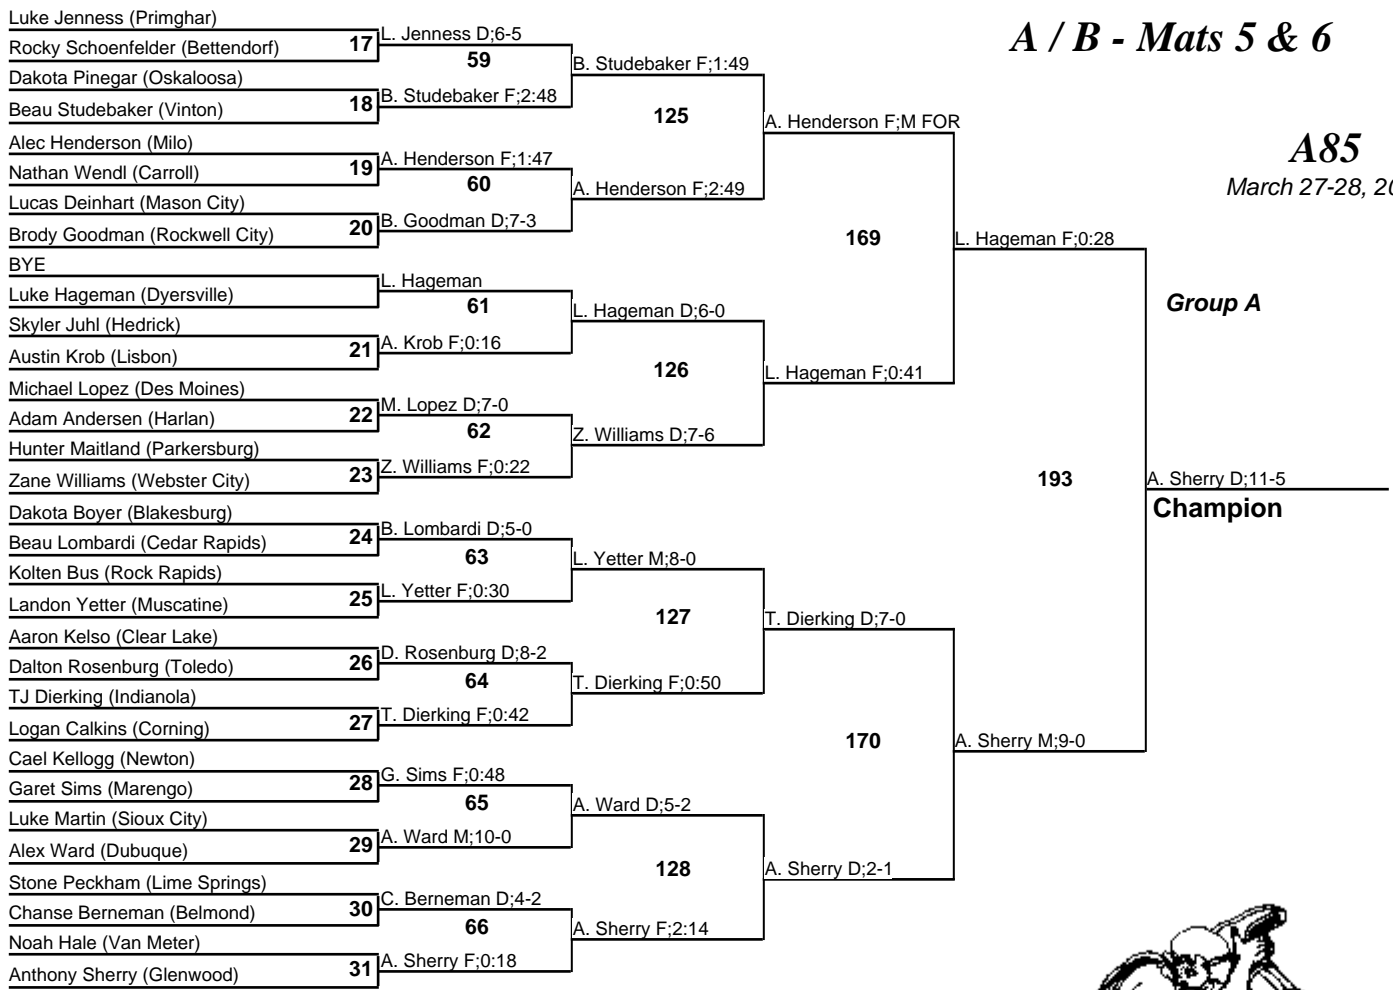 A / B - Mats 5 & 6
A85
March 27-28, 20
Group A
Luke Jenness (Primghar)
Rocky Schoenfelder (Bettendorf) 17
Dakota Pinegar (Oskaloosa)
Beau Studebaker (Vinton) 18
Alec Henderson (Milo)
Nathan Wendl (Carroll) 19
Lucas Deinhart (Mason City)
Brody Goodman (Rockwell City) 20
BYE
Luke Hageman (Dyersville)
Skyler Juhl (Hedrick)
Austin Krob (Lisbon) 21
Michael Lopez (Des Moines)
Adam Andersen (Harlan) 22
Hunter Maitland (Parkersburg)
Zane Williams (Webster City) 23
Dakota Boyer (Blakesburg)
Beau Lombardi (Cedar Rapids) 24
Kolten Bus (Rock Rapids)
Landon Yetter (Muscatine) 25
Aaron Kelso (Clear Lake)
Dalton Rosenburg (Toledo) 26
TJ Dierking (Indianola)
Logan Calkins (Corning) 27
Cael Kellogg (Newton)
Garet Sims (Marengo) 28
Luke Martin (Sioux City)
Alex Ward (Dubuque) 29
Stone Peckham (Lime Springs)
Chanse Berneman (Belmond) 30
Noah Hale (Van Meter)
Anthony Sherry (Glenwood) 31
L. Jenness D;6-5
59
B. Studebaker F;2:48
A. Henderson F;1:47
60
B. Goodman D;7-3
L. Hageman
61
A. Krob F;0:16
M. Lopez D;7-0
62
Z. Williams F;0:22
B. Lombardi D;5-0
63
L. Yetter F;0:30
D. Rosenburg D;8-2
64
T. Dierking F;0:42
G. Sims F;0:48
65
A. Ward M;10-0
C. Berneman D;4-2
66
A. Sherry F;0:18
B. Studebaker F;1:49
125
A. Henderson F;2:49
L. Hageman D;6-0
126
Z. Williams D;7-6
L. Yetter M;8-0
127
T. Dierking F;0:50
A. Ward D;5-2
128
A. Sherry F;2:14
A. Henderson F;M FOR
169
L. Hageman F;0:41
T. Dierking D;7-0
170
A. Sherry D;2-1
L. Hageman F;0:28
193
A. Sherry M;9-0
A. Sherry D;11-5
Champion